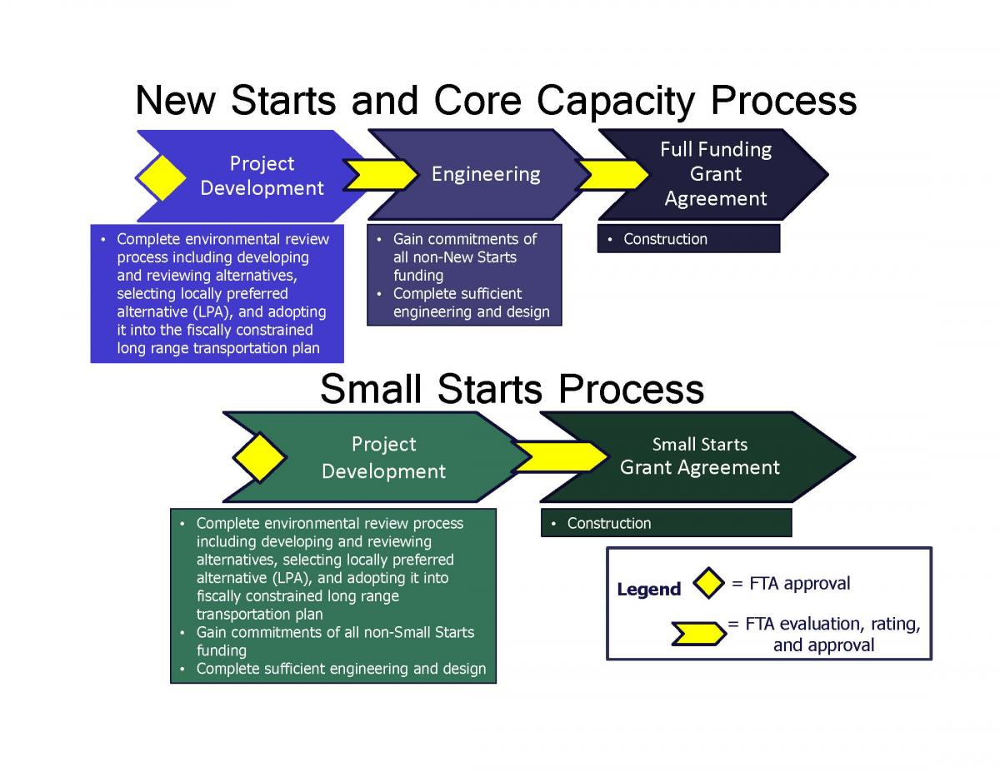 New Starts and Core Capacity Process
Project
Development
Engineering
Full Funding
Grant
Agreement
• Complete environmental review
process including developing
and reviewing alternatives,
selecting locally preferred
alternative (LPA), and adopting
it into the fiscally constrained
long range transportation plan
• Gain commitments of
all non-New Starts
funding
• Complete sufficient
engineering and design
• Construction
Small Starts Process
Project
Development
Small Starts
Grant Agreement
• Complete environmental review process
including developing and reviewing
alternatives, selecting locally preferred
alternative (LPA), and adopting it into
fiscally constrained long range
transportation plan
• Gain commitments of all non-Small Starts
funding
• Complete sufficient engineering and design
• Construction
Legend
= FTA approval
= FTA evaluation, rating,
and approval